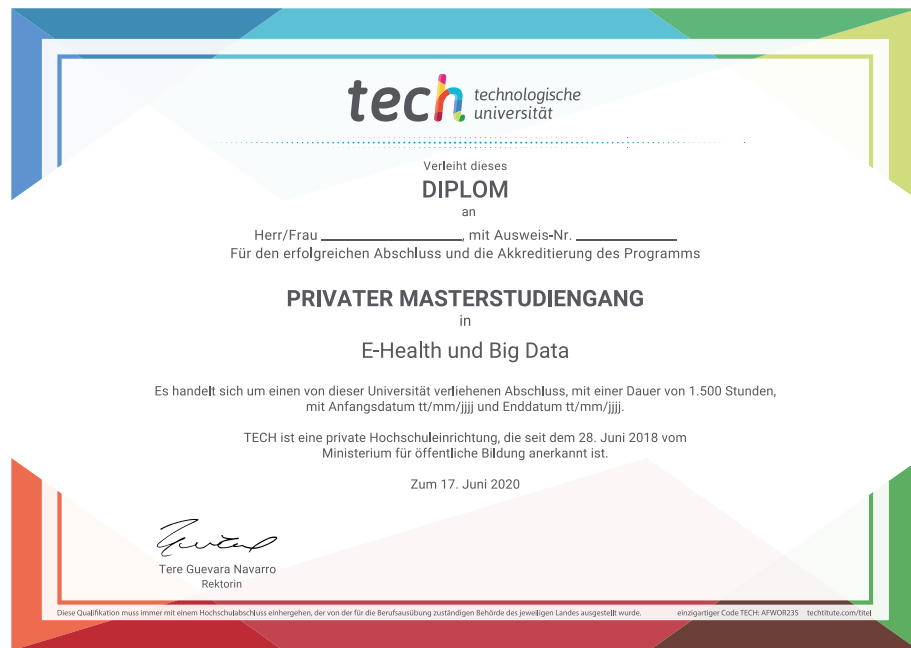 tech technologische
universität
Verleiht dieses
DIPLOM
an
Herr/Frau ____________, mit Ausweis-Nr. ____________
Für den erfolgreichen Abschluss und die Akkreditierung des Programms
PRIVATER MASTERSTUDIENGANG
in
E-Health und Big Data
Es handelt sich um einen von dieser Universität verliehenen Abschluss, mit einer Dauer von 1.500 Stunden,
mit Anfangsdatum tt/mm/jjjj und Enddatum tt/mm/jjjj.
TECH ist eine private Hochschuleinrichtung, die seit dem 28. Juni 2018 vom
Ministerium für öffentliche Bildung anerkannt ist.
Zum 17. Juni 2020
Tere Guevara Navarro
Rektorin
Diese Qualifikation muss immer mit einem Hochschulabschluss einhergehen, der von der für die Berufsausübung zuständigen Behörde des jeweiligen Landes ausgestellt wurde. einzigartiger Code TECH: AFWOR23S techtitute.com/titel